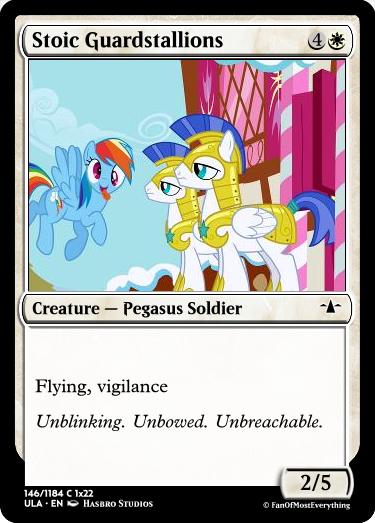 Stoic Guardstallions 4
Creature — Pegasus Soldier
Flying, vigilance
Unblinking. Unbowed. Unbreachable.
2/5
146/1184 C 1x22
ULA • EN Hasbro Studios
© FanOfMostEverything